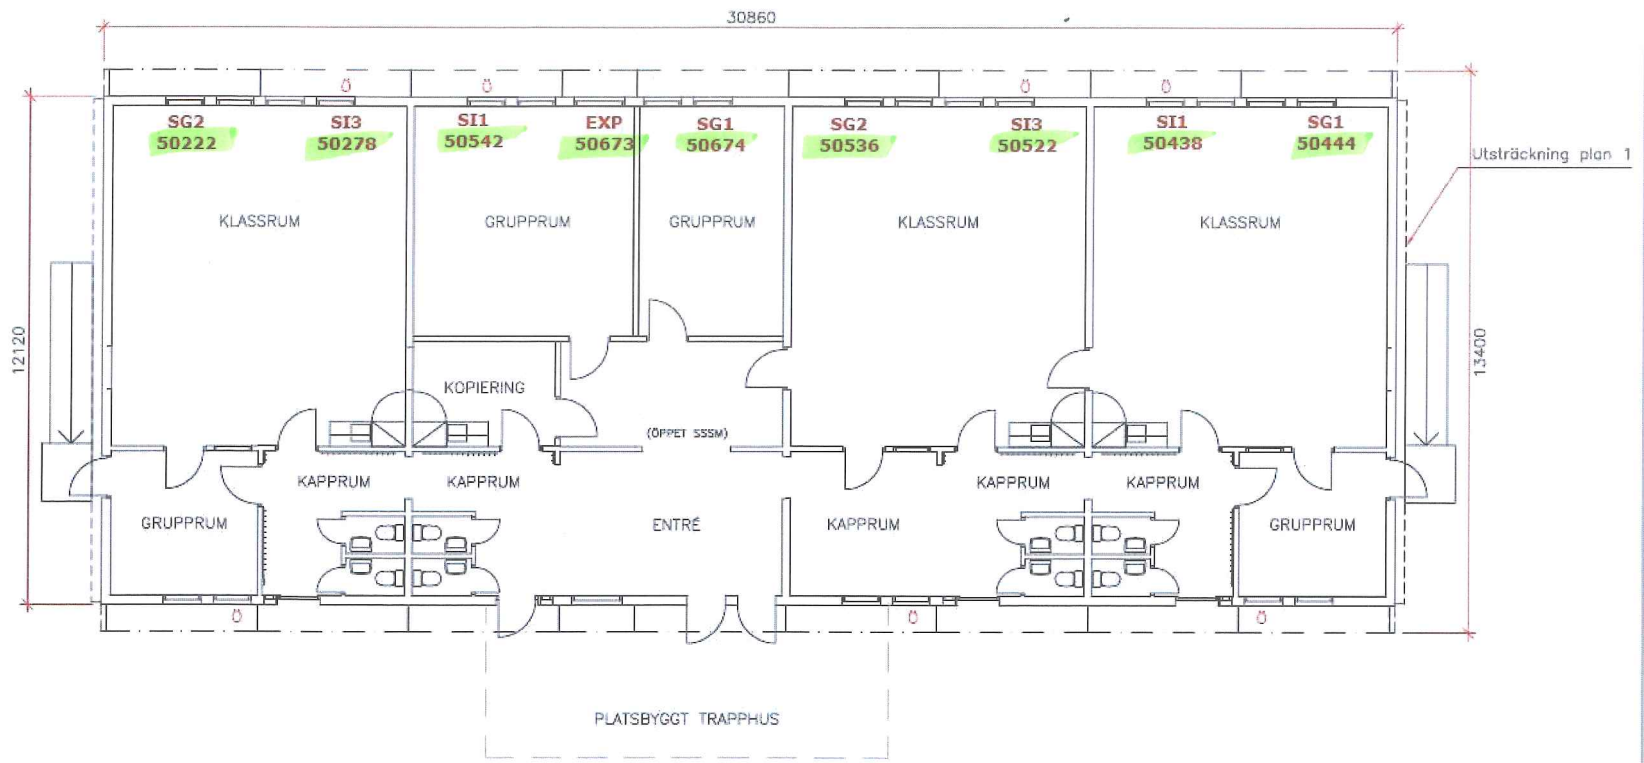 30860
Ö Ö Ö Ö
SG2 SI3 SI1 EXP SG1 SG2 SI3 SI1 SG1
50222 50278 50542 50673 50674 50536 50522 50438 50444
Utsträckning plan 1
KLASSRUM GRUPPRUM GRUPPRUM KLASSRUM KLASSRUM
12120
13400
KOPIERING
(ÖPPET SSSM)
KAPPRUM KAPPRUM KAPPRUM KAPPRUM
GRUPPRUM ENTRÉ KAPPRUM GRUPPRUM
Ö Ö Ö
PLATSBYGGT TRAPPHUS